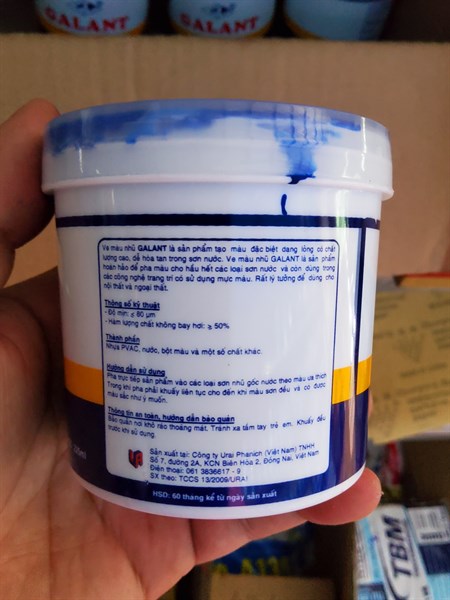 GALANT
GALANT
Ve màu nhũ GALANT là sản phẩm tạo màu đặc biệt dạng lỏng có chất
lượng cao, dễ hòa tan trong sơn nước. Ve màu nhũ GALANT là sản phẩm
hoàn hảo để pha màu cho hầu hết các loại sơn nước và còn dùng trong
các công nghệ trang trí có sử dụng mực màu. Rất lý tưởng để dùng cho
nội thất và ngoại thất.
Thông số kỹ thuật
- Độ mịn: ≤ 60 µm
- Hàm lượng chất không bay hơi: ≥ 50%
Thành phần
Nhựa PVAC, nước, bột màu và một số chất khác.
Hướng dẫn sử dụng
Pha trực tiếp sản phẩm vào các loại sơn nhũ gốc nước theo màu ưa thích
Trong khi pha phải khuấy liên tục cho đến khi màu sơn đều và có được
màu sắc như ý muốn.
Thông tin an toàn, hướng dẫn bảo quản
Bảo quản nơi khô ráo thoáng mát. Tránh xa tầm tay trẻ em. Khuấy đều
trước khi sử dụng.
Sản xuất tại: Công ty Urai Phanich (Việt Nam) TNHH
Số 7, đường 2A, KCN Biên Hòa 2, Đồng Nai, Việt Nam
Điện thoại: 061 3836617 - 9
SX theo: TCCS 13/2009/URAI
HSD: 60 tháng kể từ ngày sản xuất
TBM